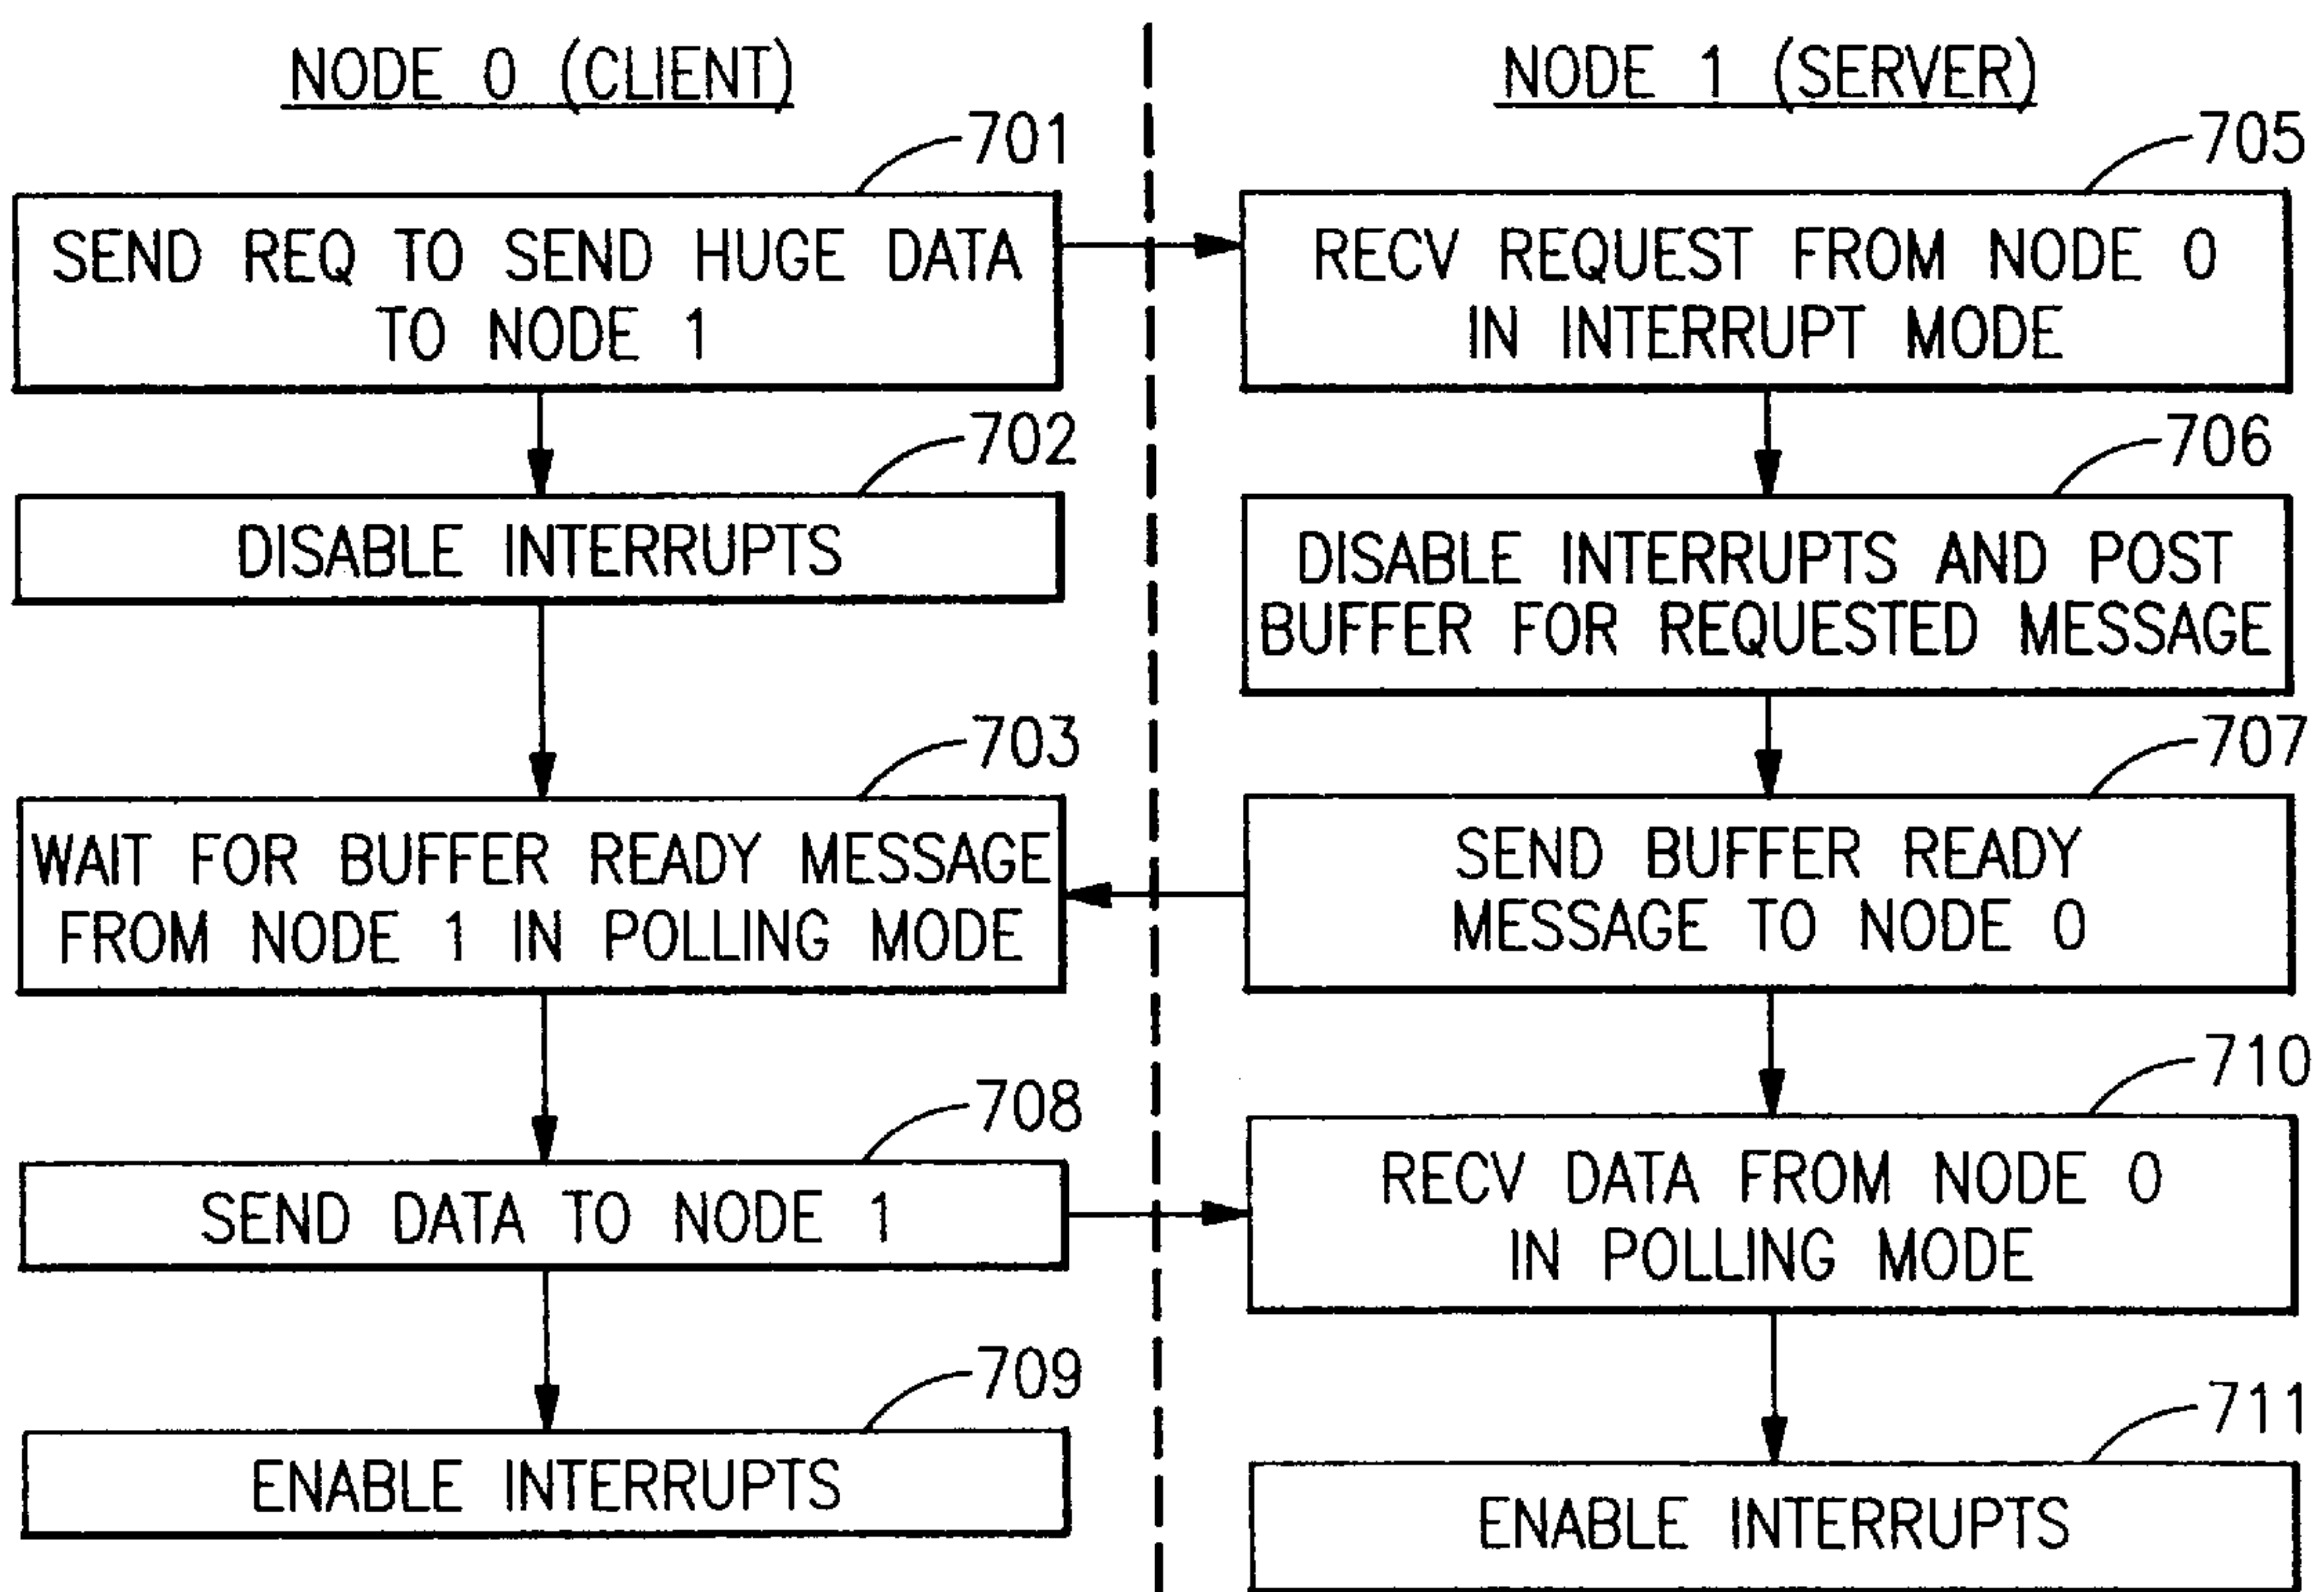 NODE 0 (CLIENT)
701
SEND REQ TO SEND HUGE DATA
TO NODE 1
702
DISABLE INTERRUPTS
703
WAIT FOR BUFFER READY MESSAGE
FROM NODE 1 IN POLLING MODE
708
SEND DATA TO NODE 1
709
ENABLE INTERRUPTS
NODE 1 (SERVER)
705
RECV REQUEST FROM NODE 0
IN INTERRUPT MODE
706
DISABLE INTERRUPTS AND POST
BUFFER FOR REQUESTED MESSAGE
707
SEND BUFFER READY
MESSAGE TO NODE 0
710
RECV DATA FROM NODE 0
IN POLLING MODE
711
ENABLE INTERRUPTS